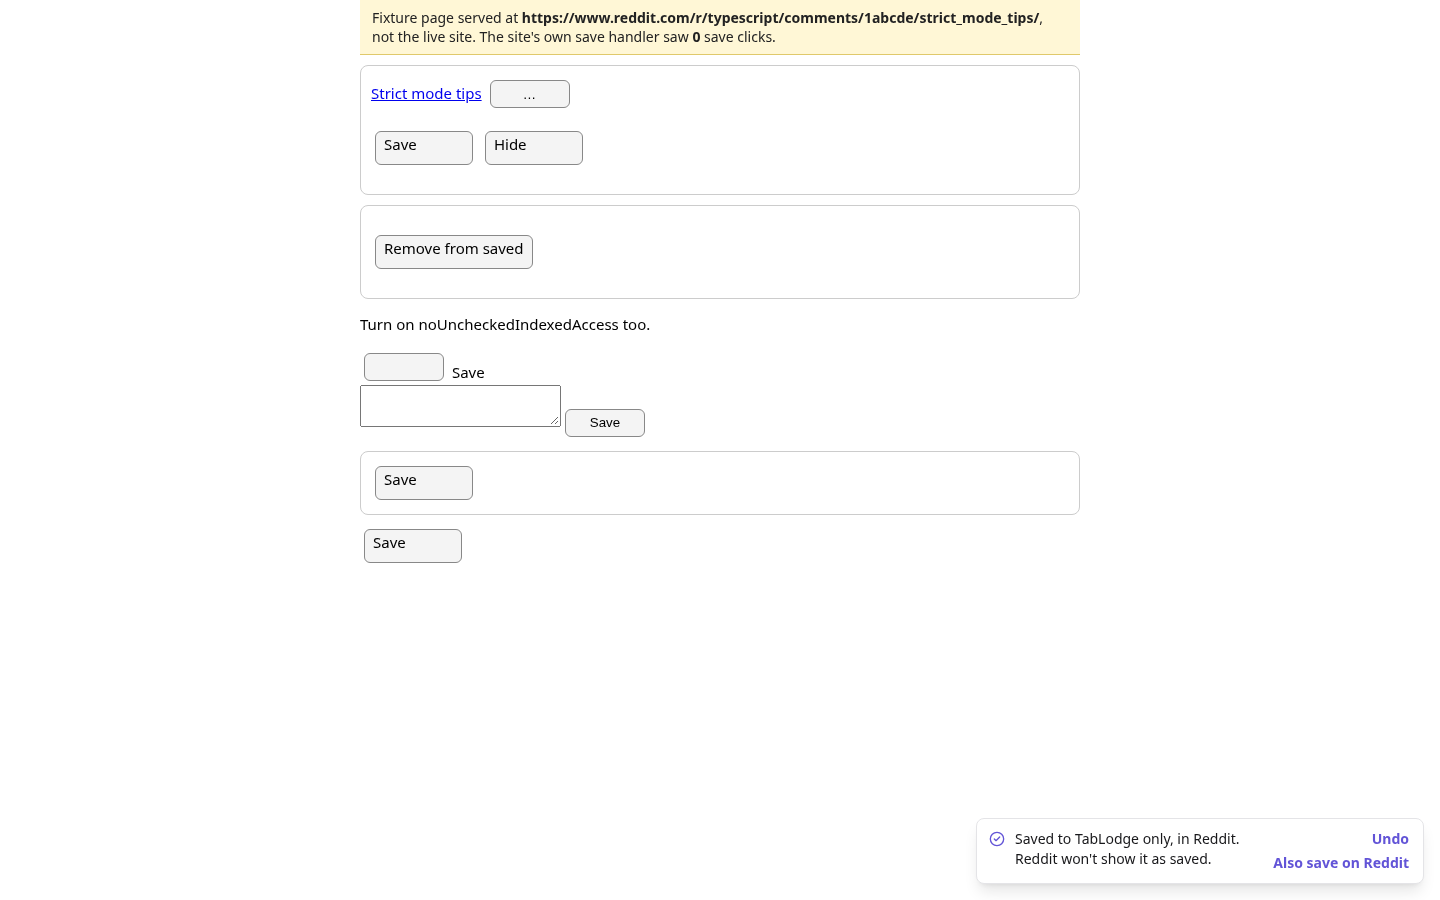 Fixture page served at https://www.reddit.com/r/typescript/comments/1abcde/strict_mode_tips/,
not the live site. The site's own save handler saw 0 save clicks.
Strict mode tips ...
Save Hide
Remove from saved
Turn on noUncheckedIndexedAccess too.
Save
Save
Save
Save
Saved to TabLodge only, in Reddit. Undo
Reddit won't show it as saved. Also save on Reddit